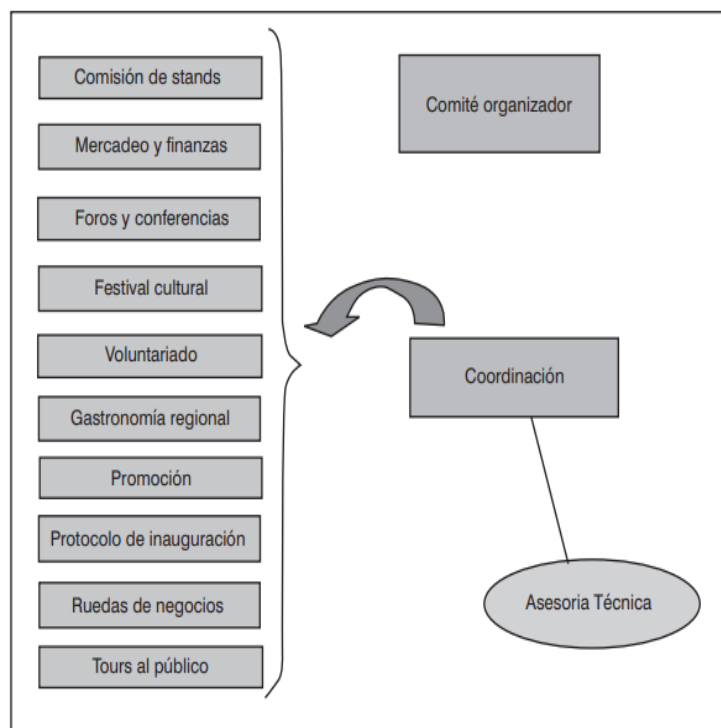 Comisión de stands
Mercadeo y finanzas
Foros y conferencias
Festival cultural
Voluntariado
Gastronomía regional
Promoción
Protocolo de inauguración
Ruedas de negocios
Tours al público
Comité organizador
Coordinación
Asesoria Técnica